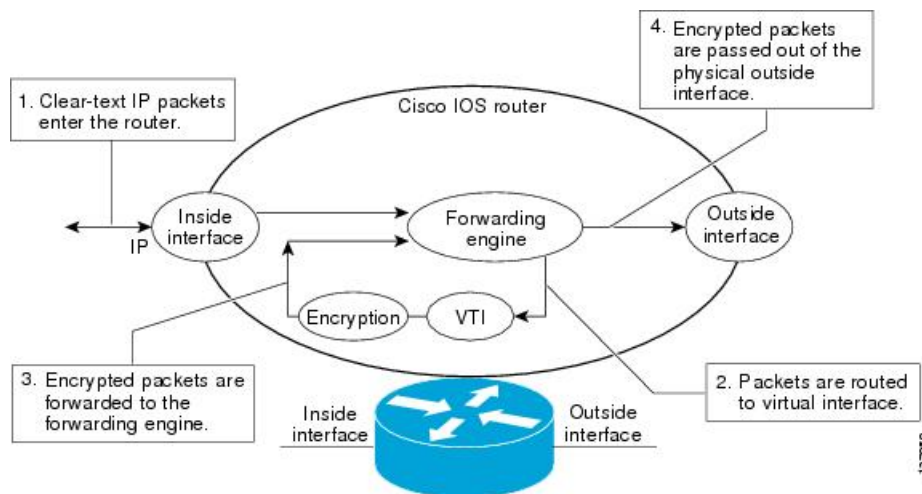 4. Encrypted packets
are passed out of the
physical outside
interface.
1. Clear-text IP packets
enter the router.
Cisco IOS router
Inside
interface
IP
Forwarding
engine
Outside
interface
Encryption
VTI
3. Encrypted packets are
forwarded to the
forwarding engine.
2. Packets are routed
to virtual interface.
Inside
interface
Outside
interface